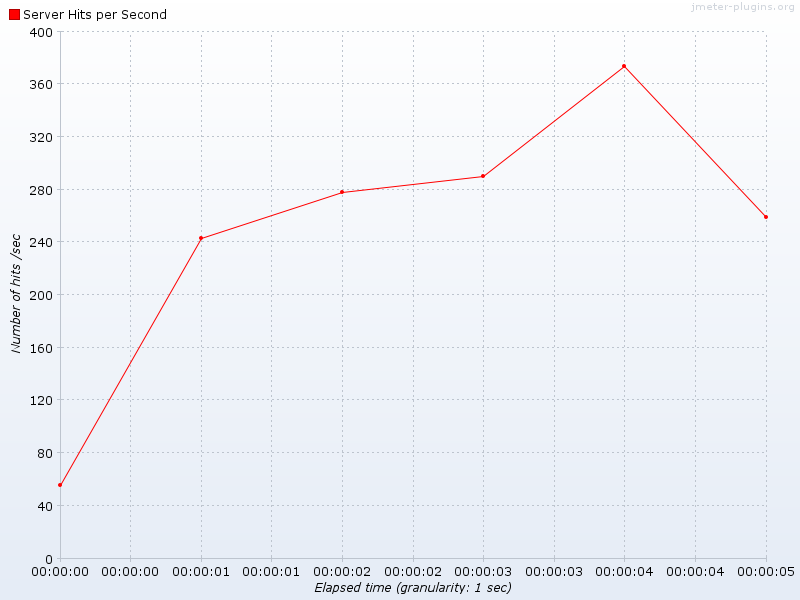 jmeter-plugins.org
Server Hits per Second
400
360
320
280
240
200
160
120
80
40
0
Number of hits /sec
00:00:00 00:00:00 00:00:01 00:00:01 00:00:02 00:00:02 00:00:03 00:00:03 00:00:04 00:00:04 00:00:05
Elapsed time (granularity: 1 sec)